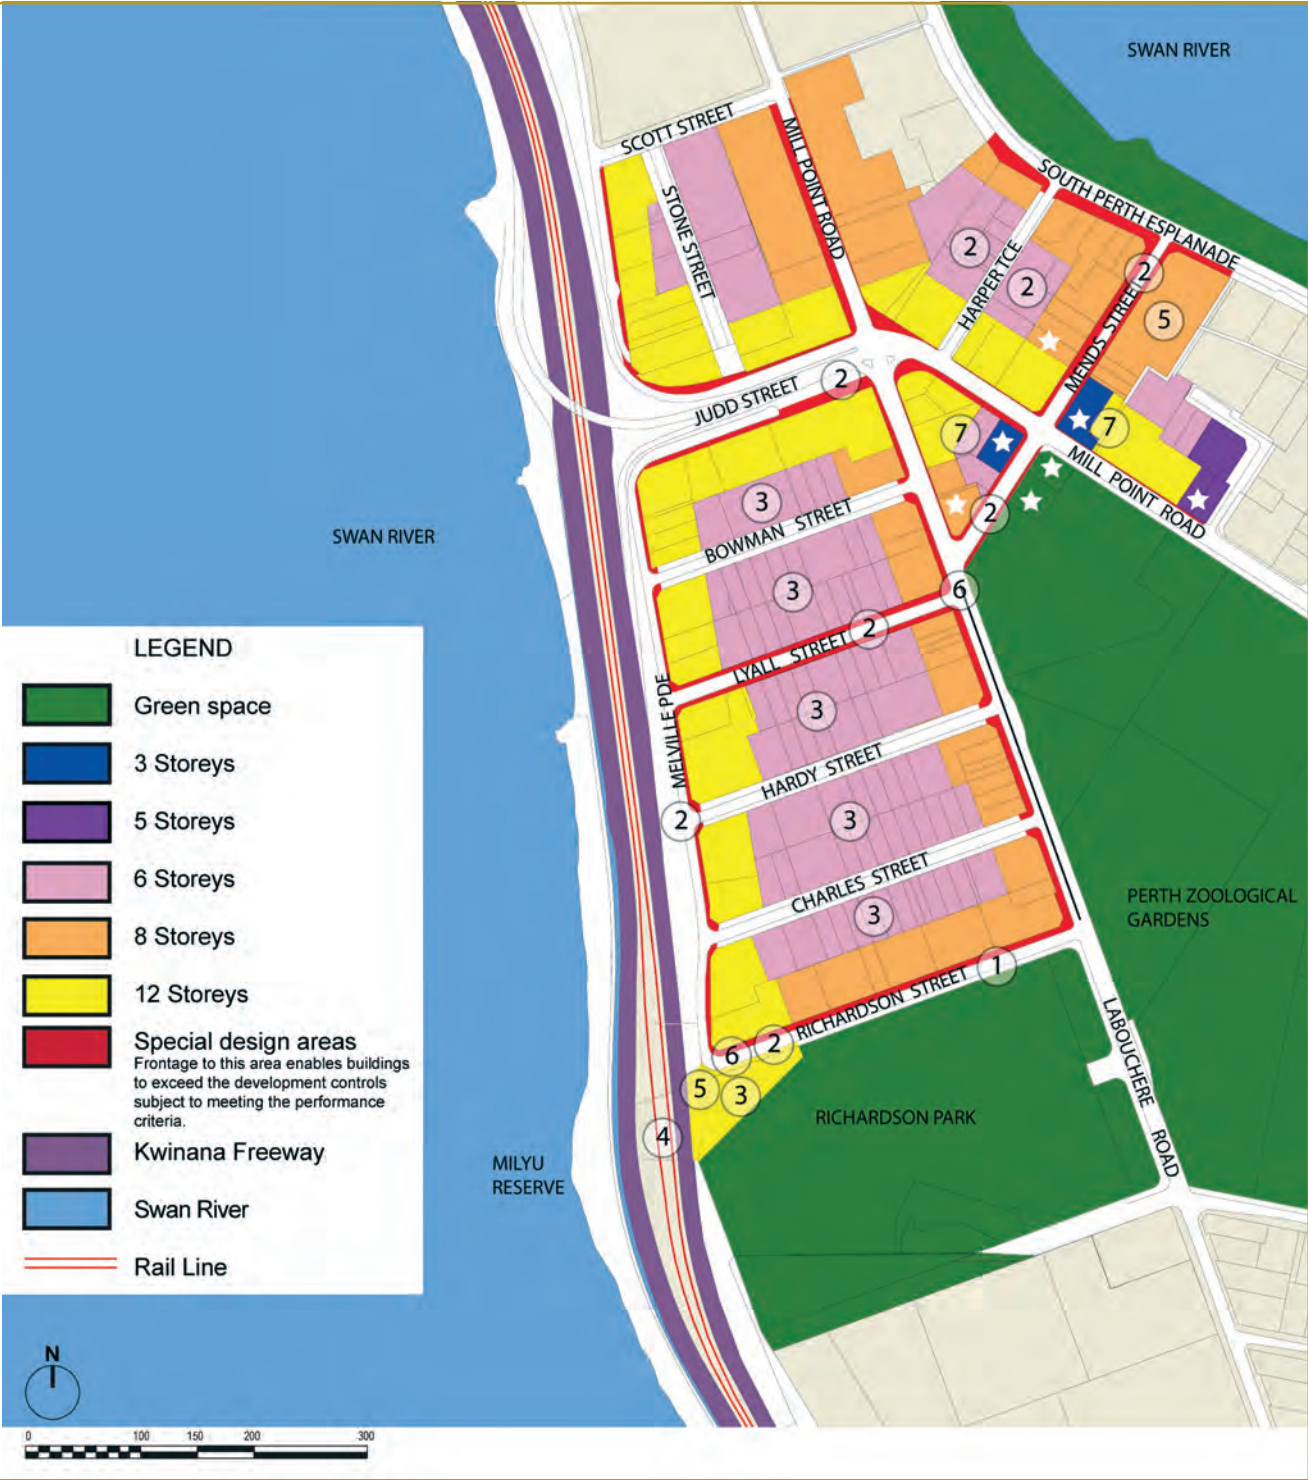 SWAN RIVER
SCOTT STREET
MILL POINT ROAD
STONE STREET
SOUTH PERTH ESPLANADE
HARPER TCE
2
2
2
MENDS STREET
5
JUDD STREET
2
7
7
MILL POINT ROAD
2
3
BOWMAN STREET
SWAN RIVER
3
6
2
LYALL STREET
MELVILLE PDE
3
HARDY STREET
2
3
CHARLES STREET
3
PERTH ZOOLOGICAL
GARDENS
1
RICHARDSON STREET
2
6
5
3
4
LABOUCHERE ROAD
RICHARDSON PARK
MILYU
RESERVE
LEGEND
Green space
3 Storeys
5 Storeys
6 Storeys
8 Storeys
12 Storeys
Special design areas
Frontage to this area enables buildings
to exceed the development controls
subject to meeting the performance
criteria.
Kwinana Freeway
Swan River
Rail Line
N
0 100 150 200 300